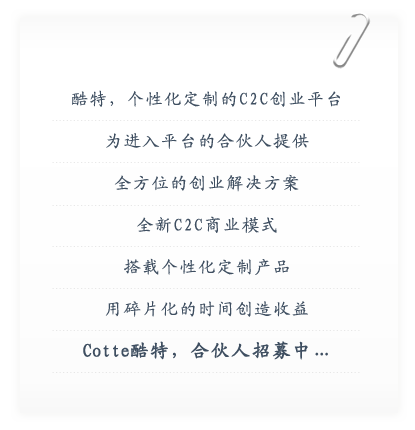 酷特，个性化定制的C2C创业平台
为进入平台的合伙人提供
全方位的创业解决方案
全新C2C商业模式
搭载个性化定制产品
用碎片化的时间创造收益
Cotte酷特，合伙人招募中…